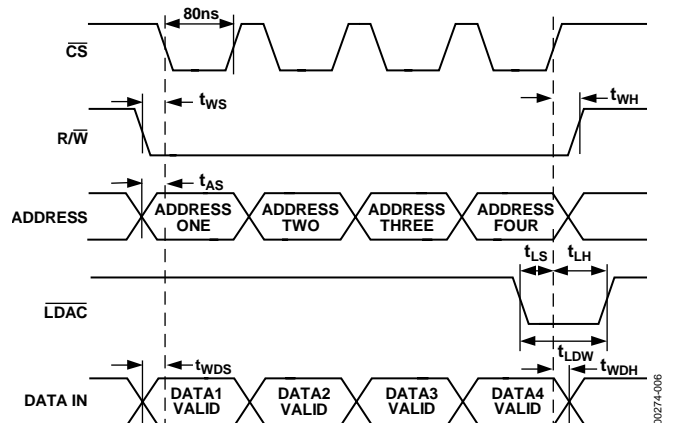 80ns
CS
tWS
tWH
R/W
tAS
ADDRESS
ADDRESS ONE
ADDRESS TWO
ADDRESS THREE
ADDRESS FOUR
tLS
tLH
LDAC
tLDW
tWDS
tWDH
DATA IN
DATA1 VALID
DATA2 VALID
DATA3 VALID
DATA4 VALID
00274-006